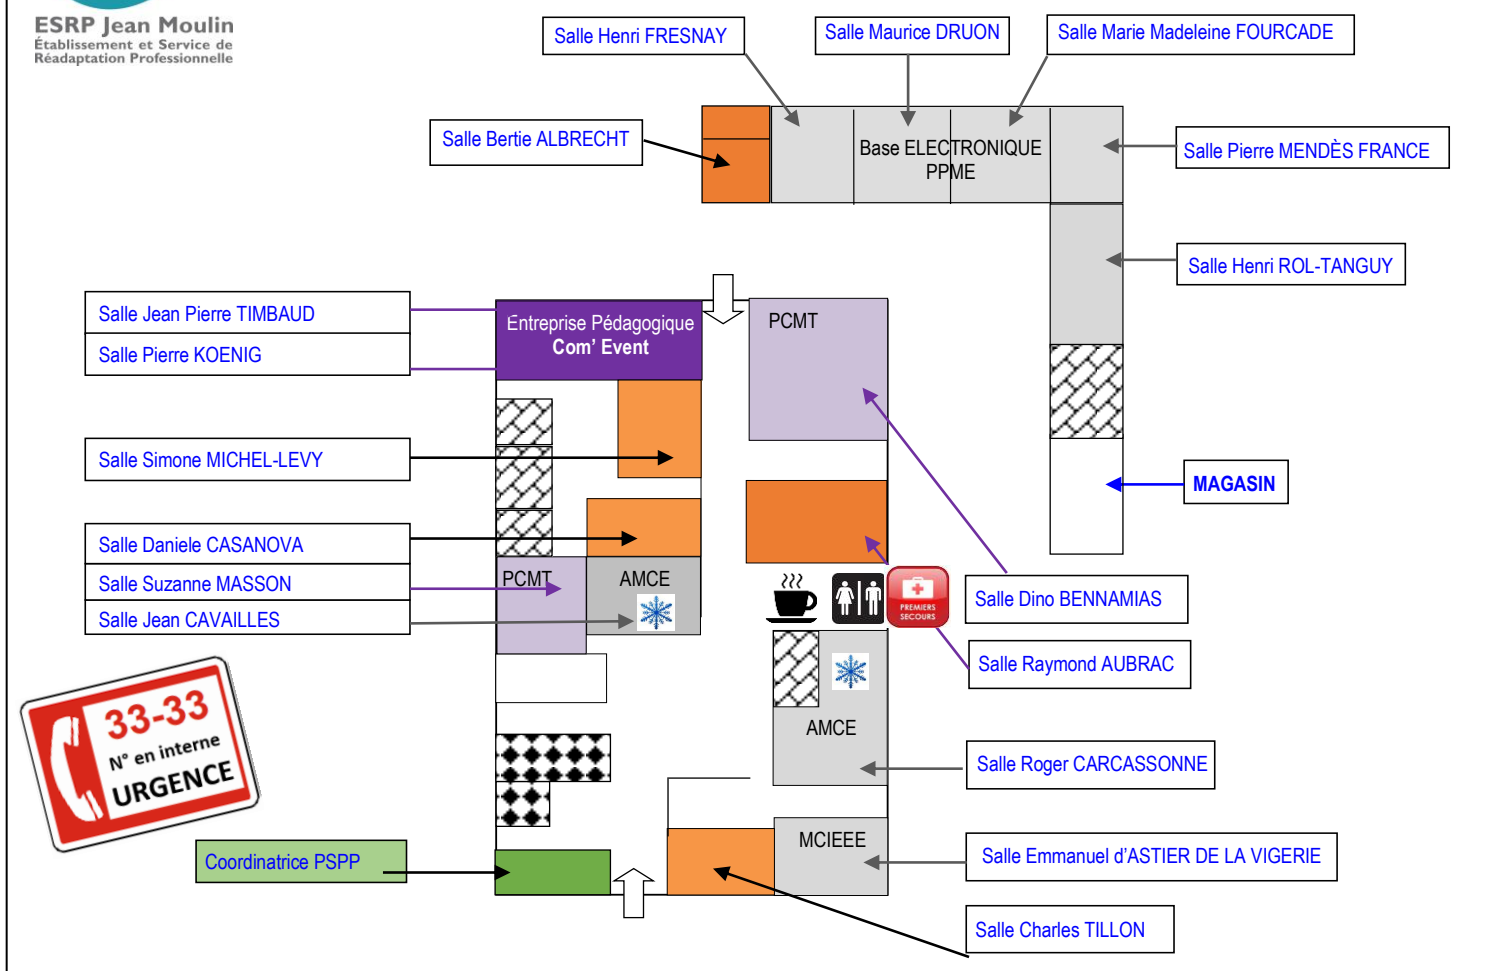 ESRP Jean Moulin
Établissement et Service de
Réadaptation Professionnelle
Salle Henri FRESNAY
Salle Maurice DRUON
Salle Marie Madeleine FOURCADE
Salle Bertie ALBRECHT
Base ELECTRONIQUE
PPME
Salle Pierre MENDÈS FRANCE
Salle Henri ROL-TANGUY
Salle Jean Pierre TIMBAUD
Salle Pierre KOENIG
Entreprise Pédagogique
Com' Event
PCMT
Salle Simone MICHEL-LEVY
MAGASIN
Salle Daniele CASANOVA
Salle Suzanne MASSON
Salle Jean CAVAILLES
PCMT
AMCE
PREMIERS
SECOURS
Salle Dino BENNAMIAS
Salle Raymond AUBRAC
33-33
N° en interne
URGENCE
AMCE
Salle Roger CARCASSONNE
MCIEEE
Salle Emmanuel d'ASTIER DE LA VIGERIE
Coordinatrice PSPP
Salle Charles TILLON